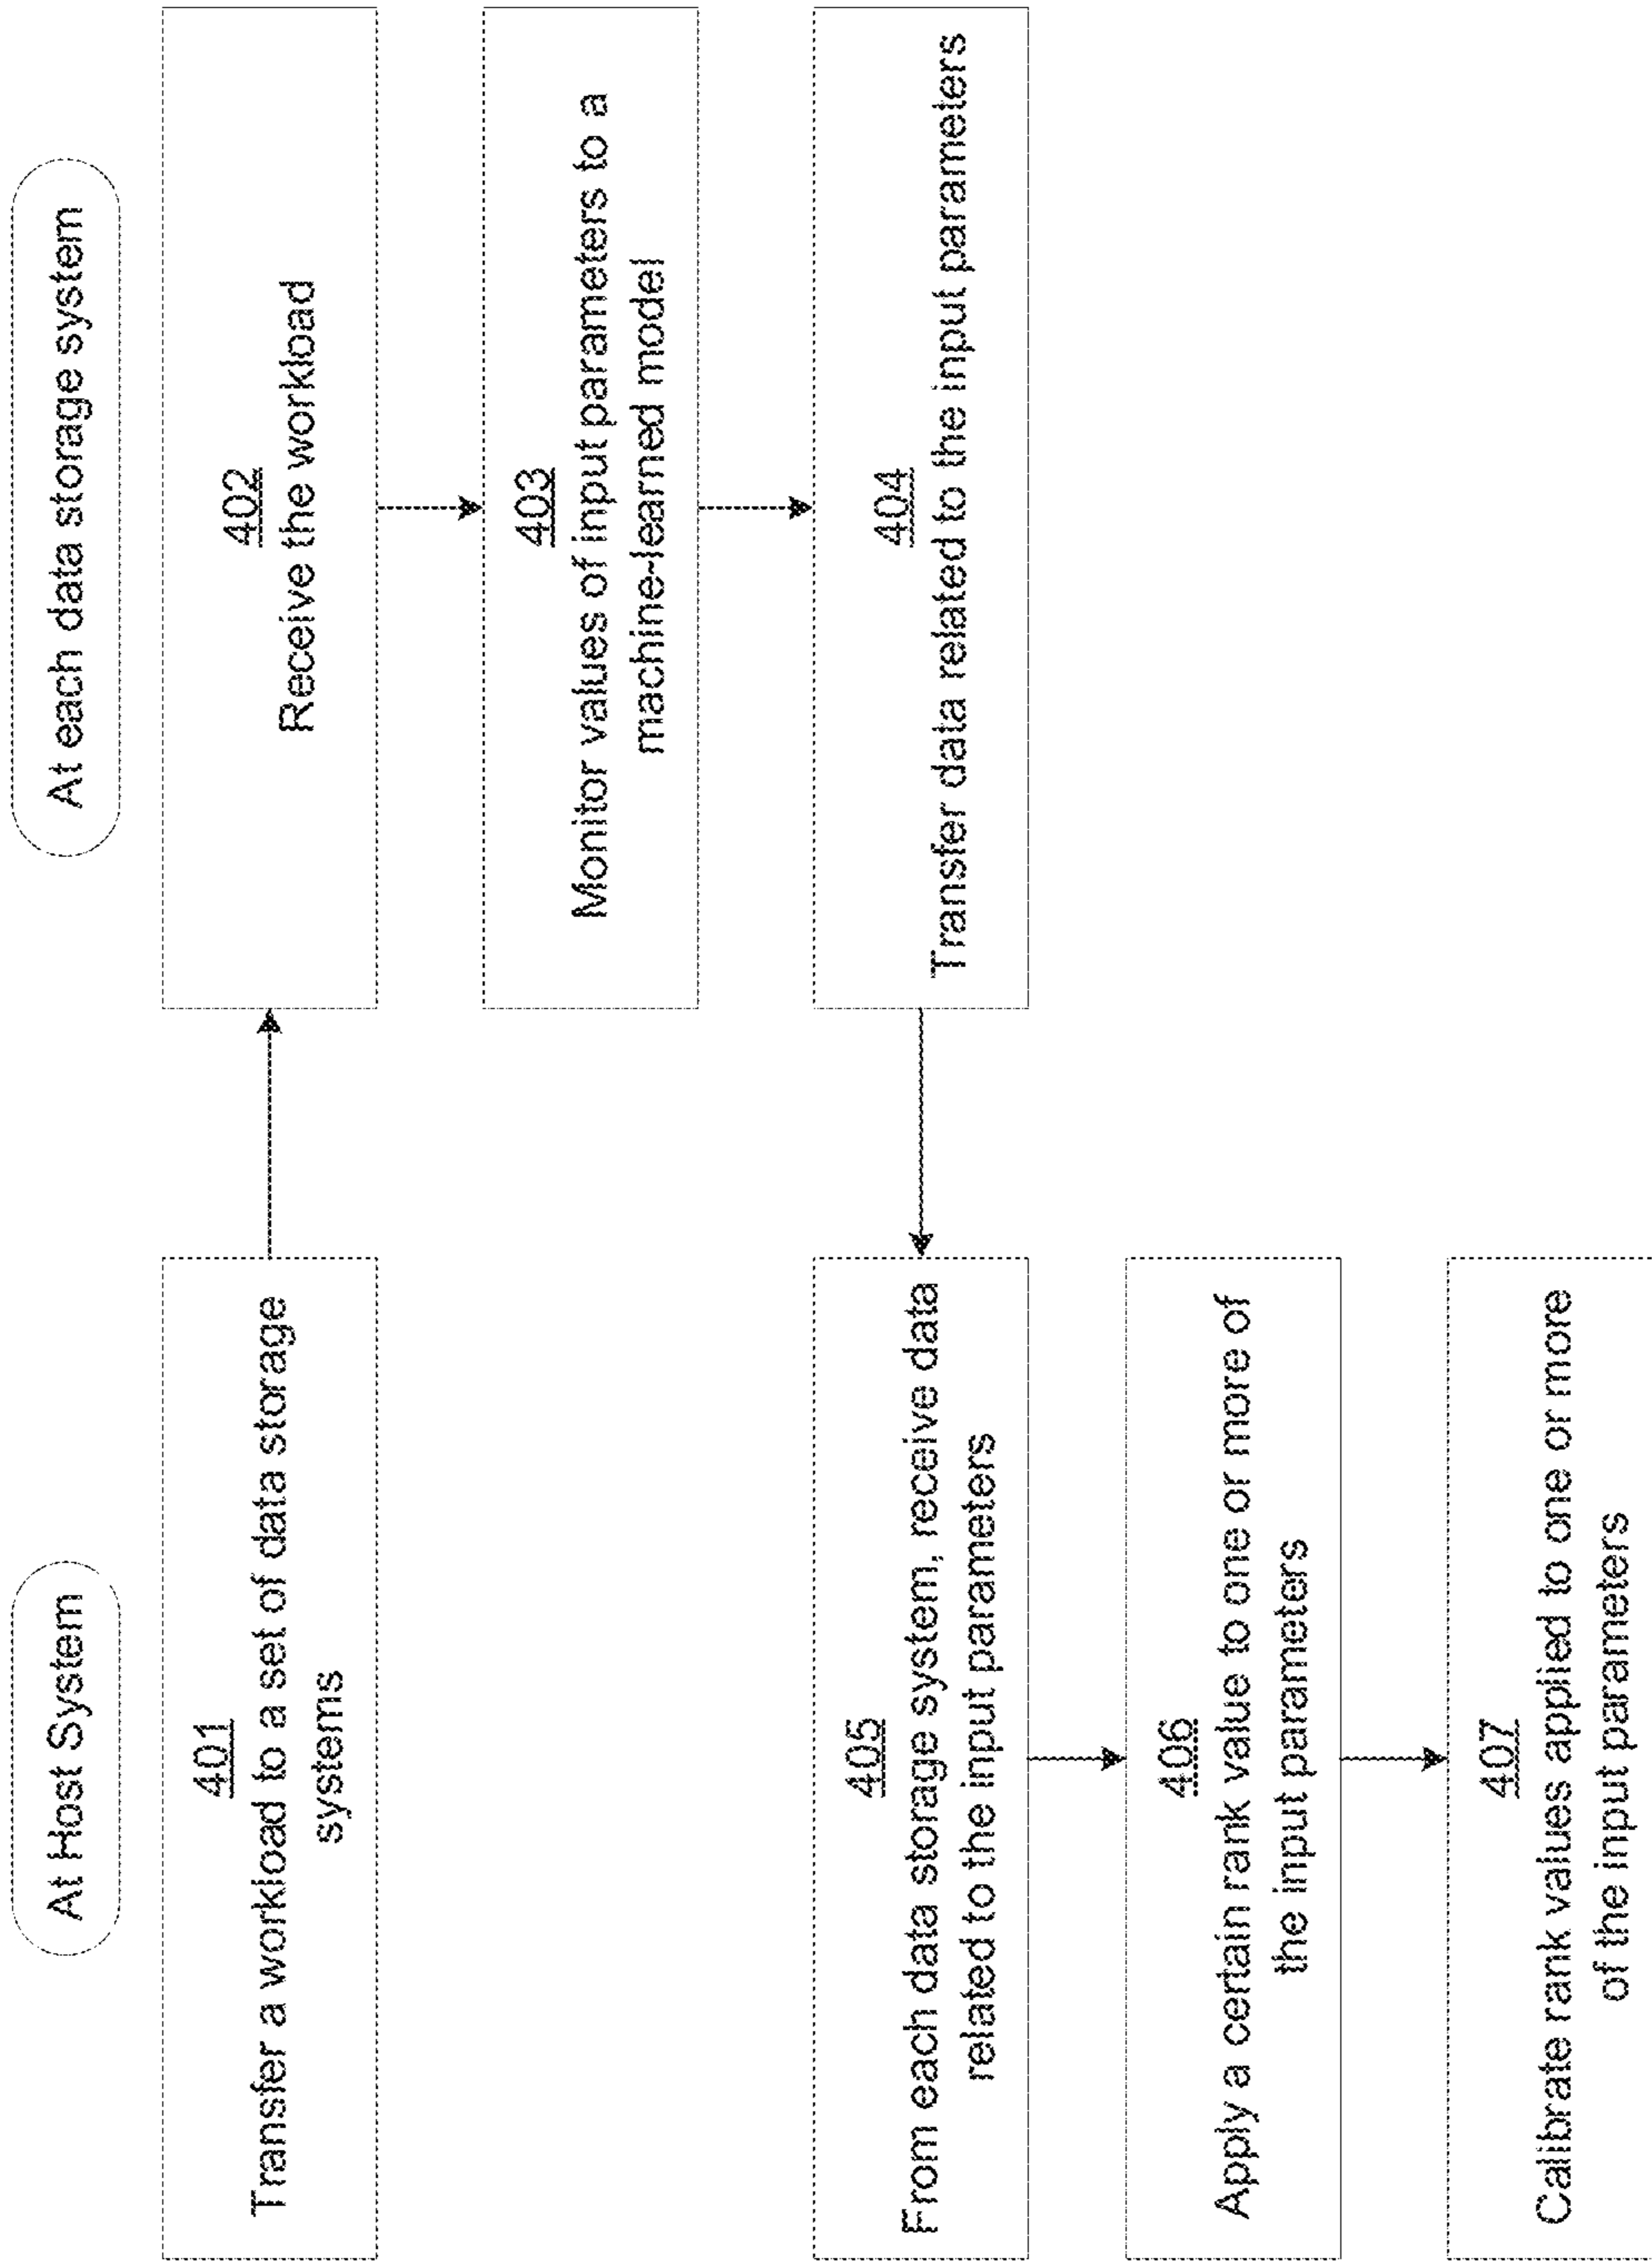 At Host System
At each data storage system
401
Transfer a workload to a set of data storage
systems
402
Receive the workload
403
Monitor values of input parameters to a
machine-learned model
404
Transfer data related to the input parameters
405
From each data storage system, receive data
related to the input parameters
406
Apply a certain rank value to one or more of
the input parameters
407
Calibrate rank values applied to one or more
of the input parameters